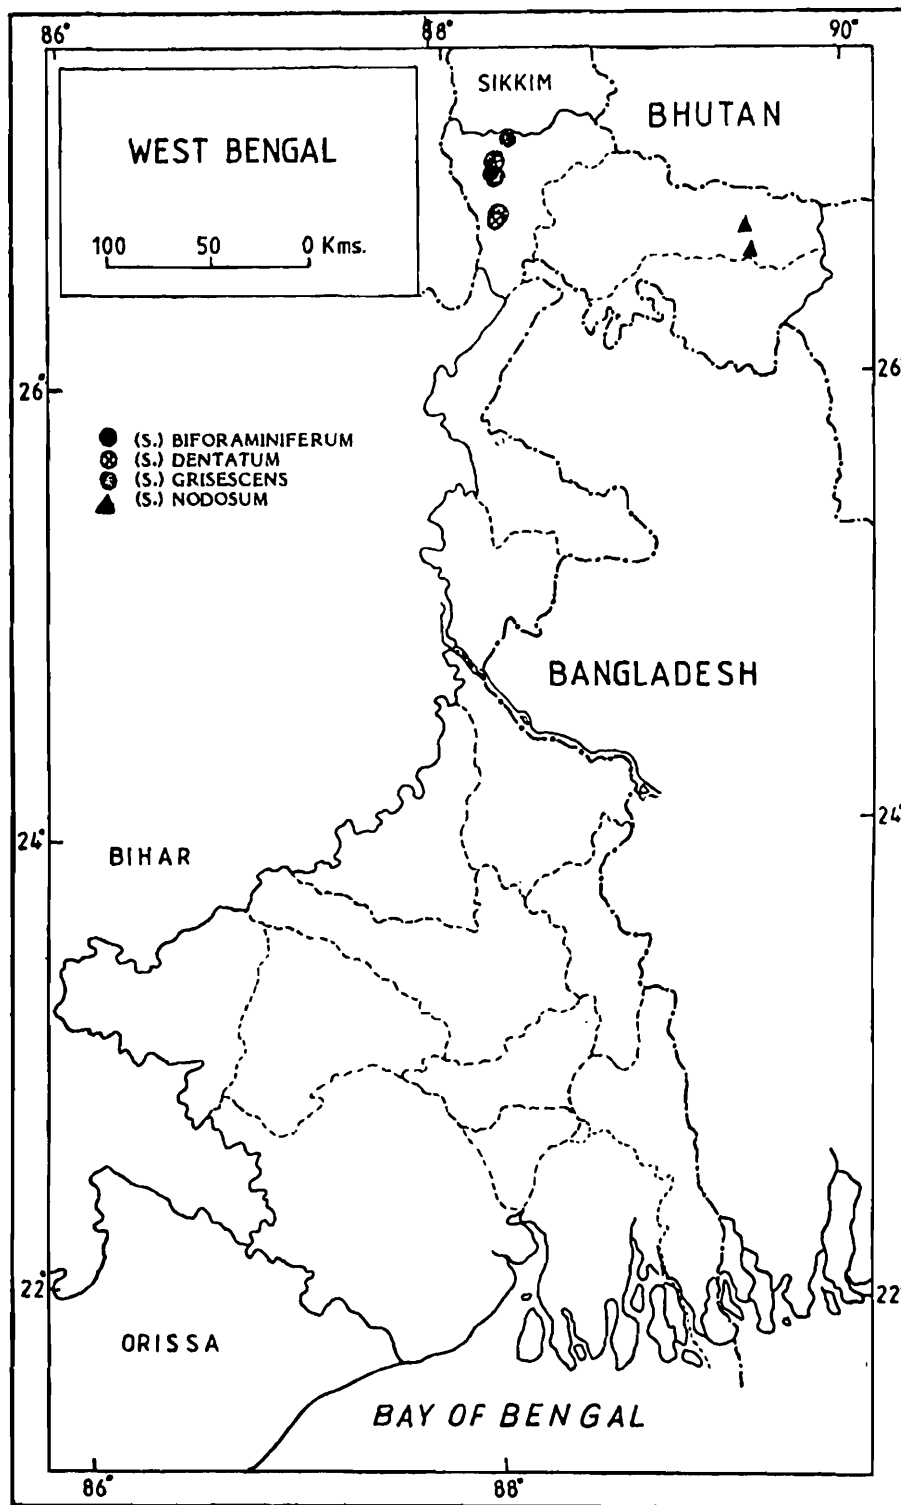 86° 88° 90°
SIKKIM
BHUTAN
WEST BENGAL
100 50 0 Kms.
26° 26°
(S.) BIFORAMINIFERUM
(S.) DENTATUM
(S.) GRISESCENS
(S.) NODOSUM
BANGLADESH
24° 24°
BIHAR
22° 22°
ORISSA
BAY OF BENGAL
86° 88°